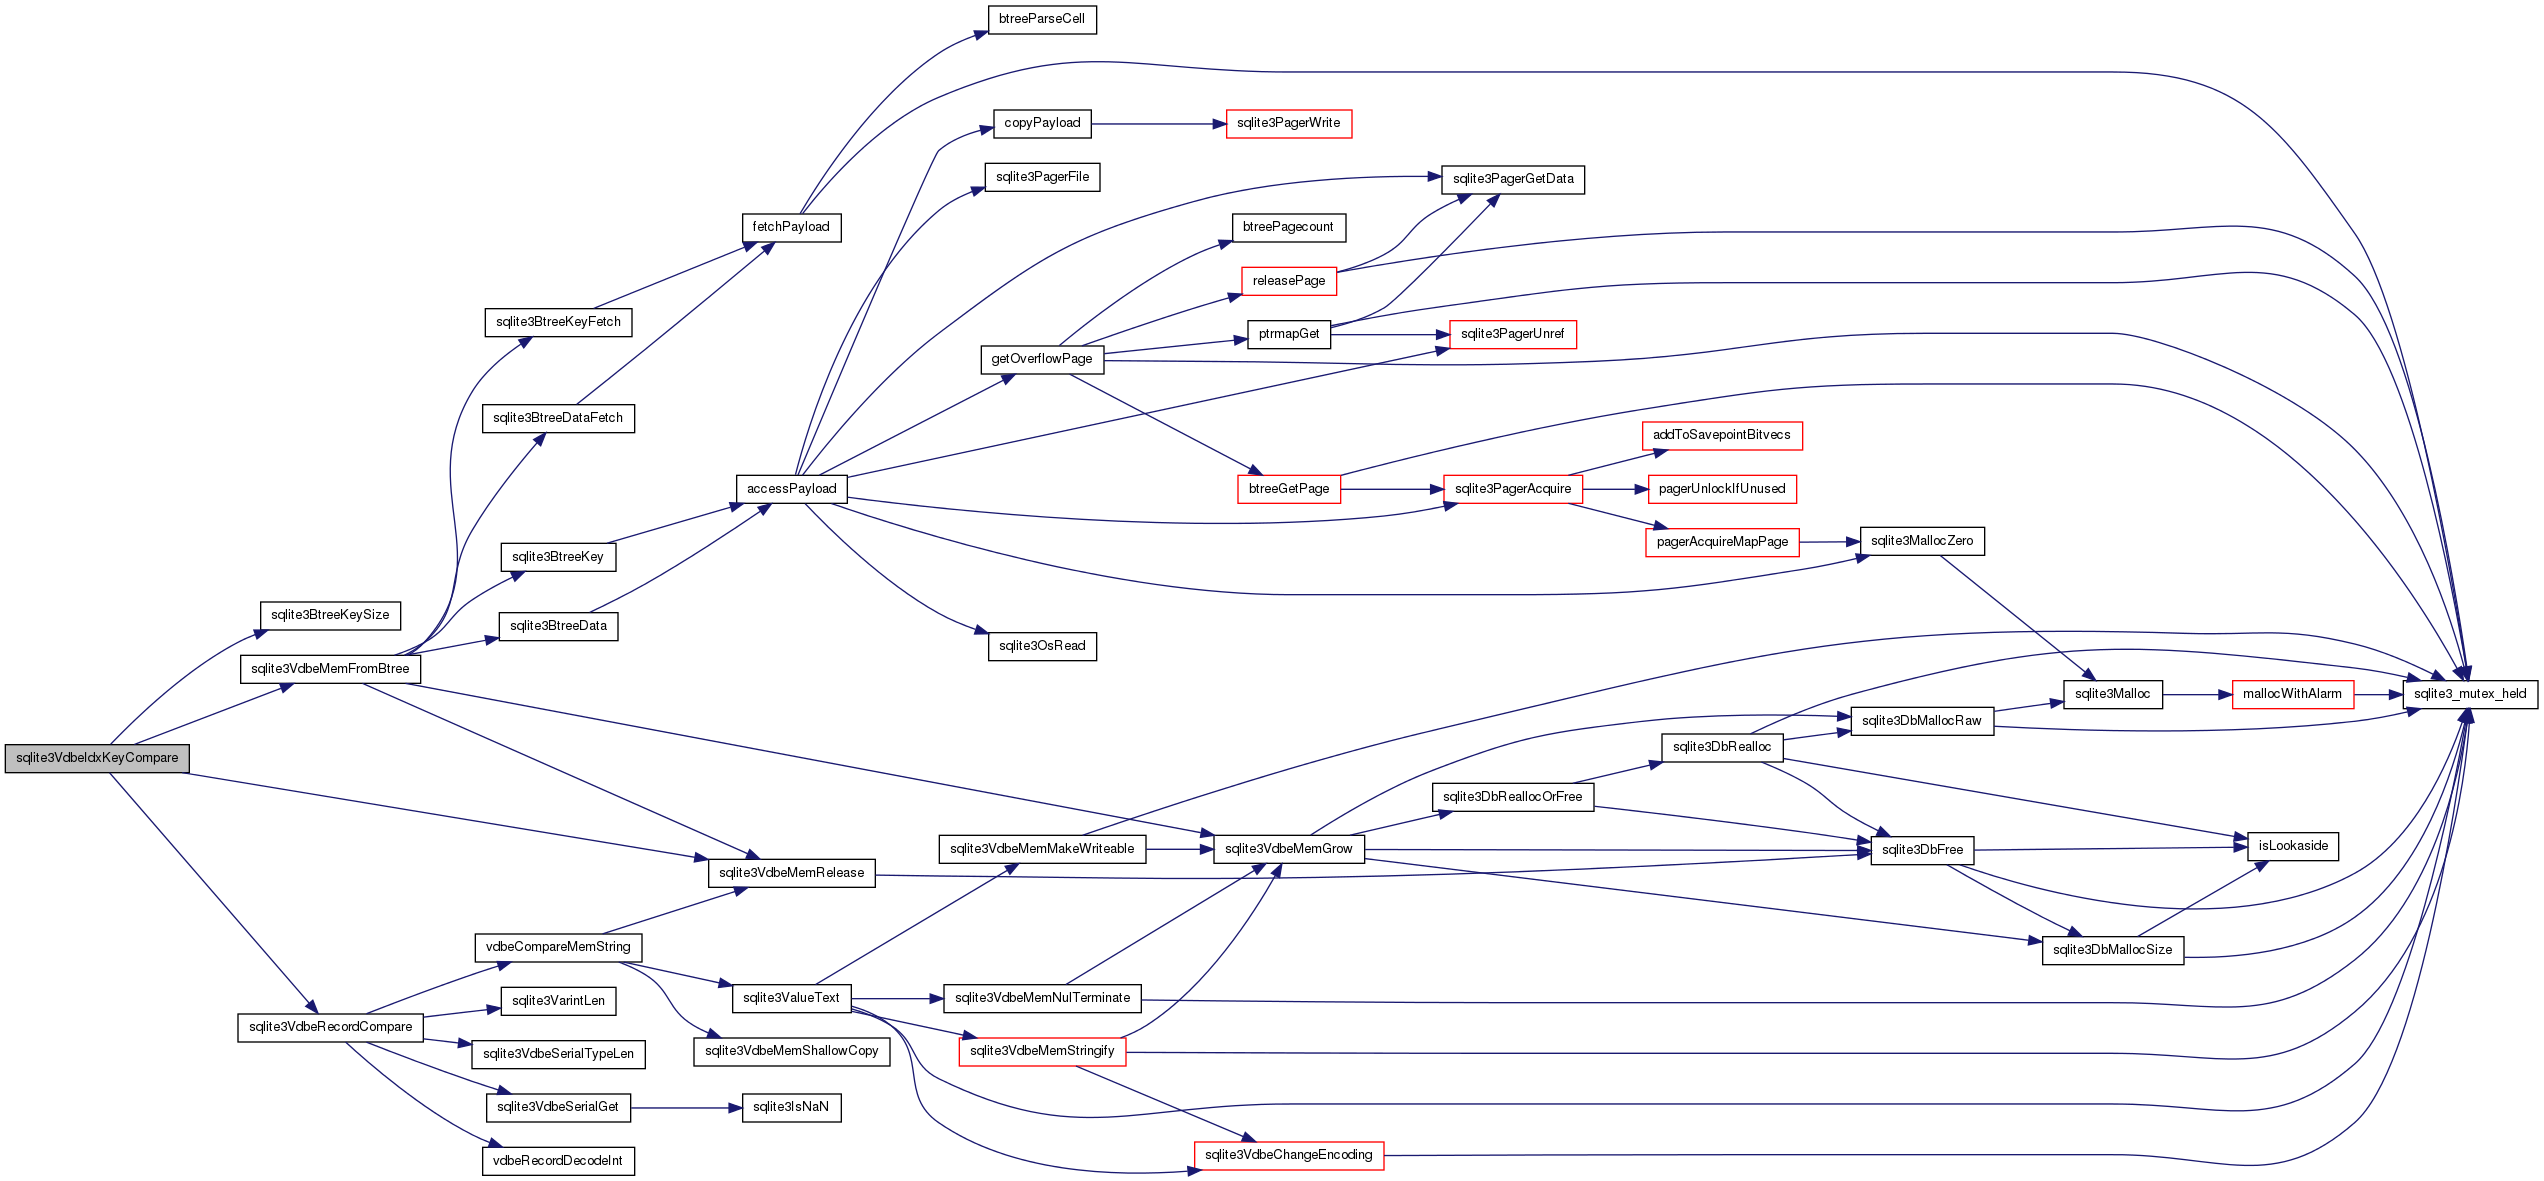 btreeParseCell
copyPayload
sqlite3PagerWrite
sqlite3PagerFile
sqlite3PagerGetData
fetchPayload
btreePagecount
releasePage
sqlite3BtreeKeyFetch
ptrmapGet
sqlite3PagerUnref
getOverflowPage
sqlite3BtreeDataFetch
addToSavepointBitvecs
accessPayload
btreeGetPage
sqlite3PagerAcquire
pagerUnlockIfUnused
sqlite3BtreeKey
pagerAcquireMapPage
sqlite3MallocZero
sqlite3BtreeKeySize
sqlite3BtreeData
sqlite3OsRead
sqlite3VdbeMemFromBtree
sqlite3Malloc
mallocWithAlarm
sqlite3_mutex_held
sqlite3DbMallocRaw
sqlite3VdbeIdxKeyCompare
sqlite3DbRealloc
sqlite3DbReallocOrFree
sqlite3VdbeMemMakeWriteable
sqlite3VdbeMemGrow
sqlite3DbFree
isLookaside
sqlite3VdbeMemRelease
vdbeCompareMemString
sqlite3DbMallocSize
sqlite3ValueText
sqlite3VdbeMemNulTerminate
sqlite3VarintLen
sqlite3VdbeRecordCompare
sqlite3VdbeSerialTypeLen
sqlite3VdbeMemShallowCopy
sqlite3VdbeMemStringify
sqlite3VdbeSerialGet
sqlite3IsNaN
vdbeRecordDecodeInt
sqlite3VdbeChangeEncoding